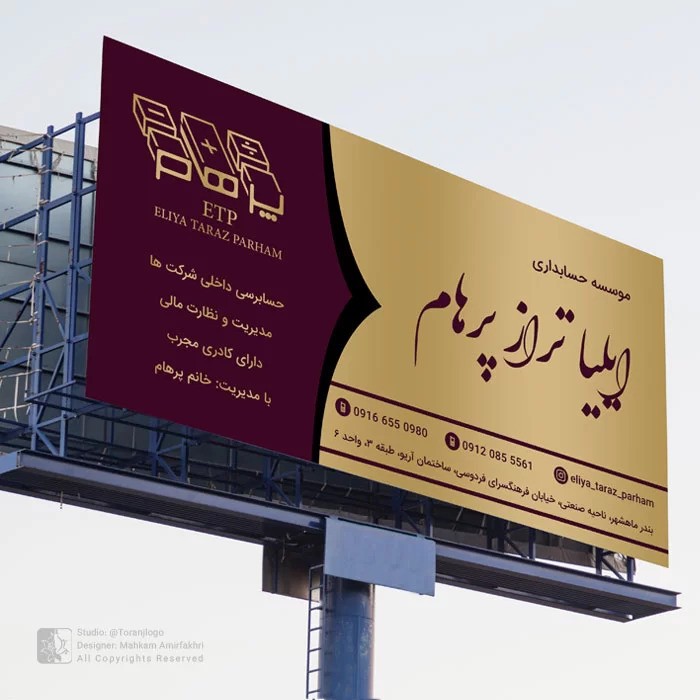 پرهام
ETP
ELIYA TARAZ PARHAM
حسابرسی داخلی شرکت ها
مدیریت و نظارت مالی
دارای کادری مجرب
با مدیریت: خانم پرهام
موسسه حسابداری
ایلیا تراز پرهام
0916 655 0980
0912 085 5561
eliya_taraz_parham
بندر ماهشهر، ناحیه صنعتی، خیابان فرهنگسرای فردوسی، ساختمان آریو، طبقه ۳، واحد ۶
Studio: @Toranjlogo
Designer: Mahkam Amirfakhri
All Copyrights Reserved